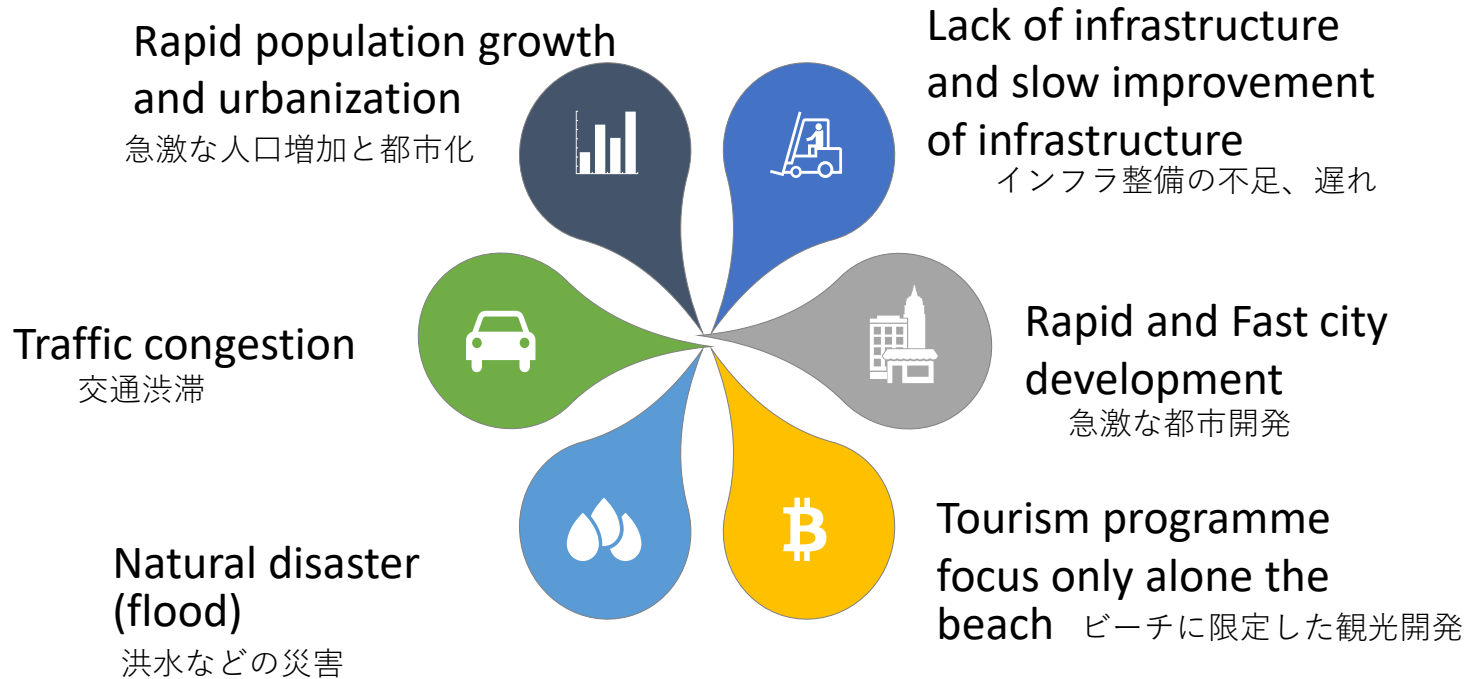 Rapid population growth
and urbanization
急激な人口増加と都市化
Lack of infrastructure
and slow improvement
of infrastructure
インフラ整備の不足、遅れ
Traffic congestion
交通渋滞
Rapid and Fast city
development
急激な都市開発
Natural disaster
(flood)
洪水などの災害
Tourism programme
focus only alone the
beach ビーチに限定した観光開発